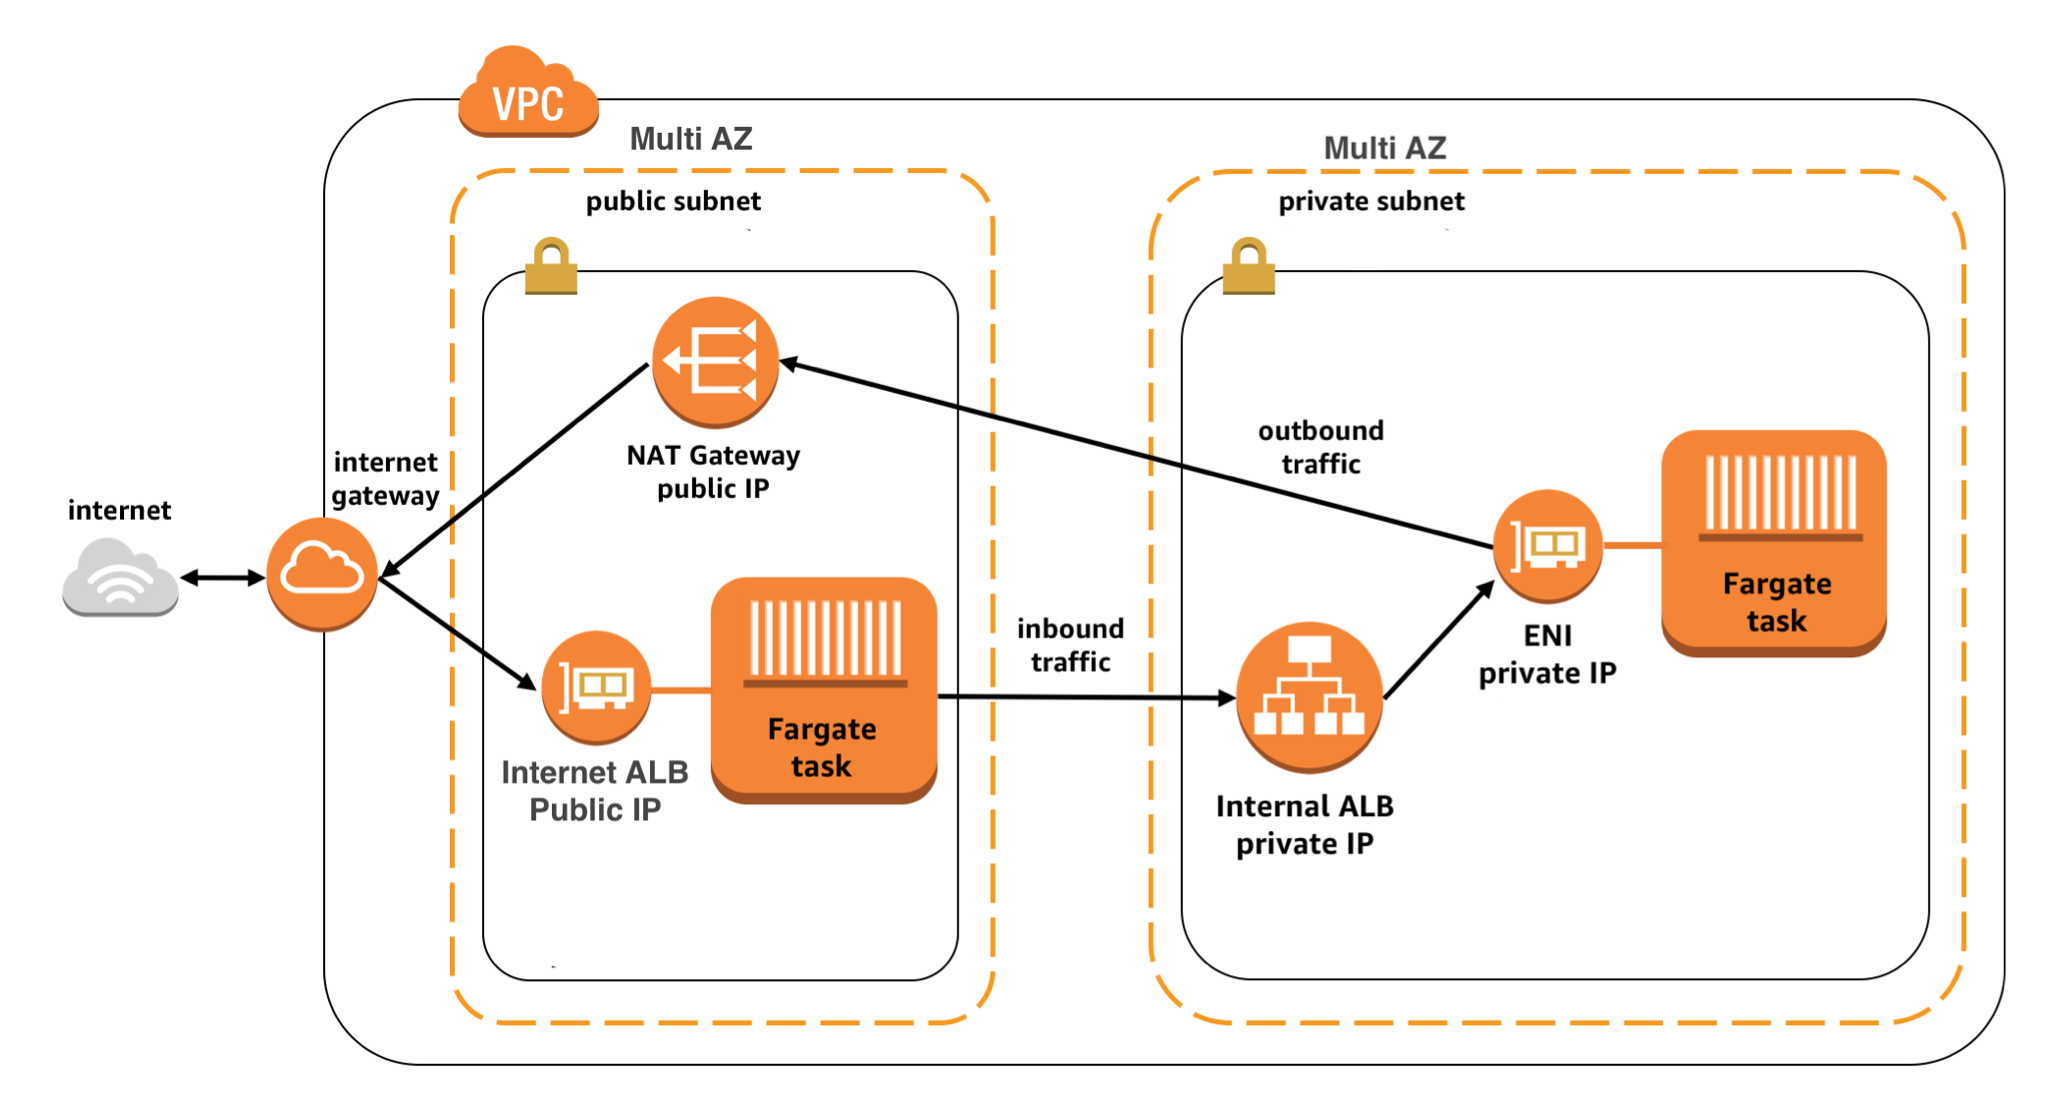 VPC
Multi AZ
Multi AZ
public subnet
private subnet
internet
gateway
internet
NAT Gateway
public IP
outbound
traffic
Fargate
task
ENI
private IP
inbound
traffic
Fargate
task
Internet ALB
Public IP
Internal ALB
private IP